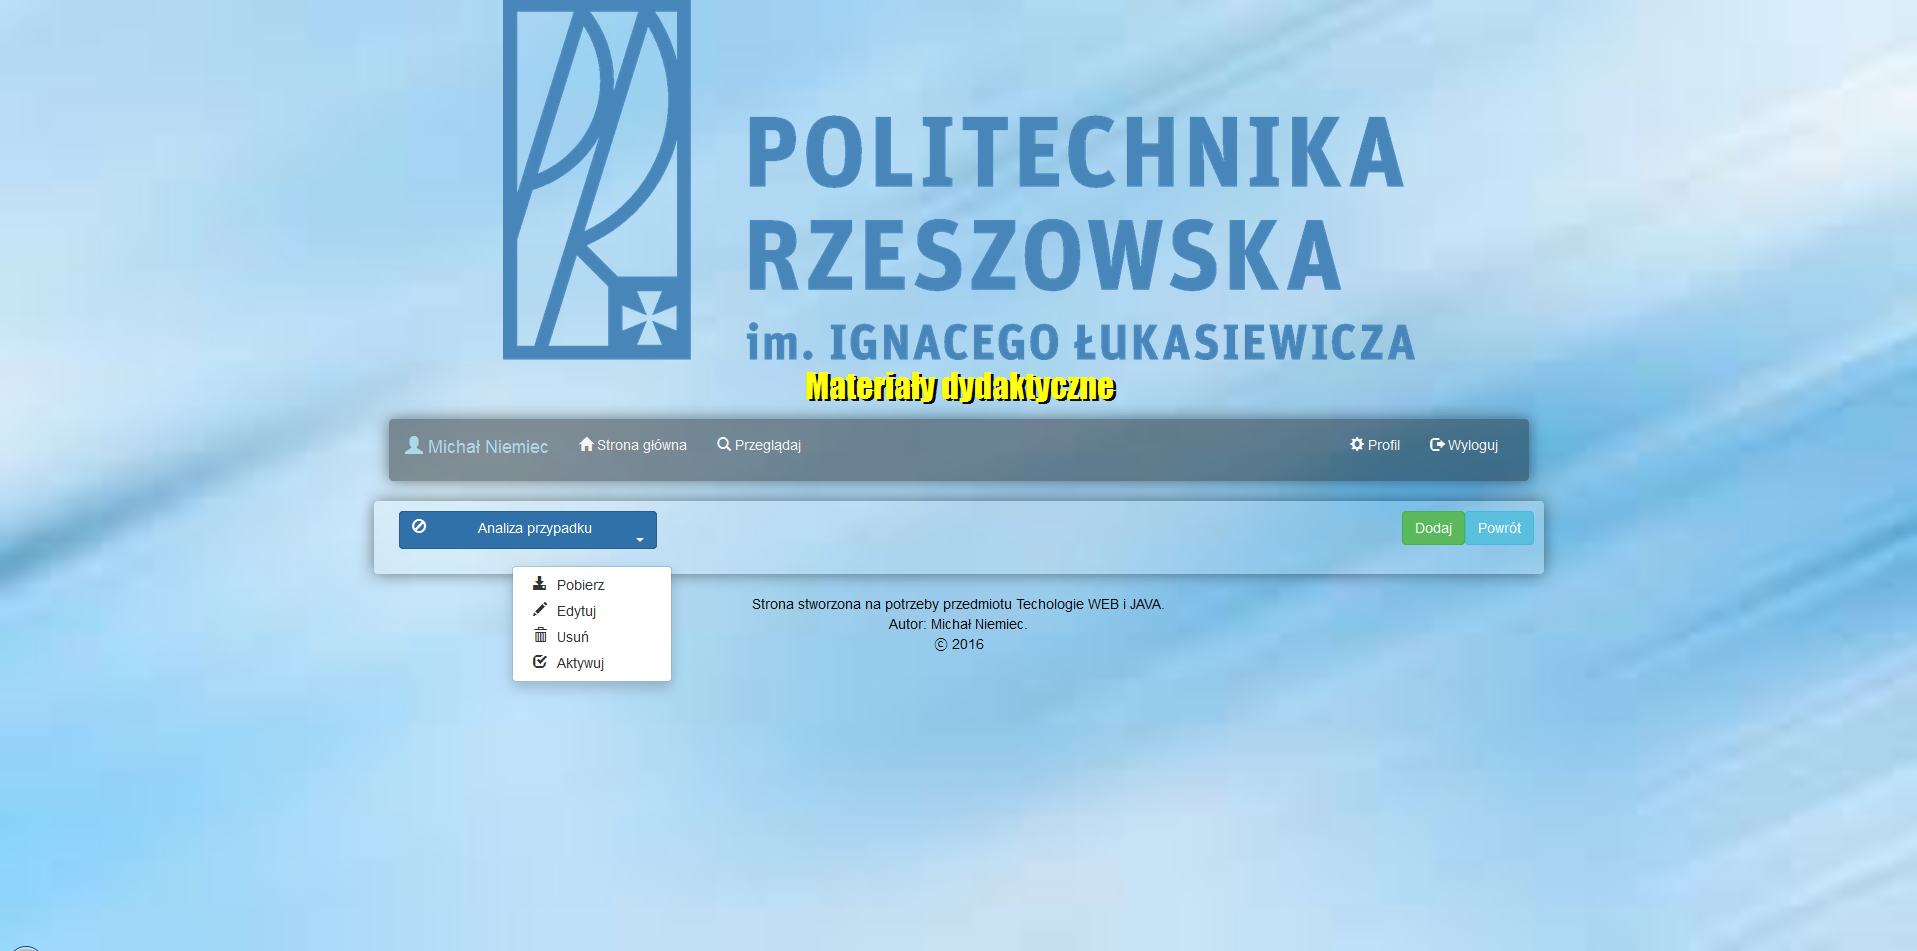 POLITECHNIKA
RZESZOWSKA
im. IGNACEGO ŁUKASIEWICZA
Materiały dydaktyczne
Michał Niemiec Strona główna Przeglądaj Profil Wyloguj
Analiza przypadku Dodaj Powrót
Pobierz
Edytuj
Usuń
Aktywuj
Strona stworzona na potrzeby przedmiotu Techologie WEB i JAVA.
Autor: Michał Niemiec.
© 2016